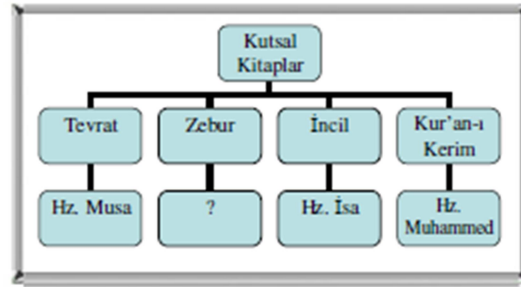 Kutsal
Kitaplar
Tevrat
Zebur
İncil
Kur'an-ı
Kerim
Hz. Musa
?
Hz. İsa
Hz.
Muhammed